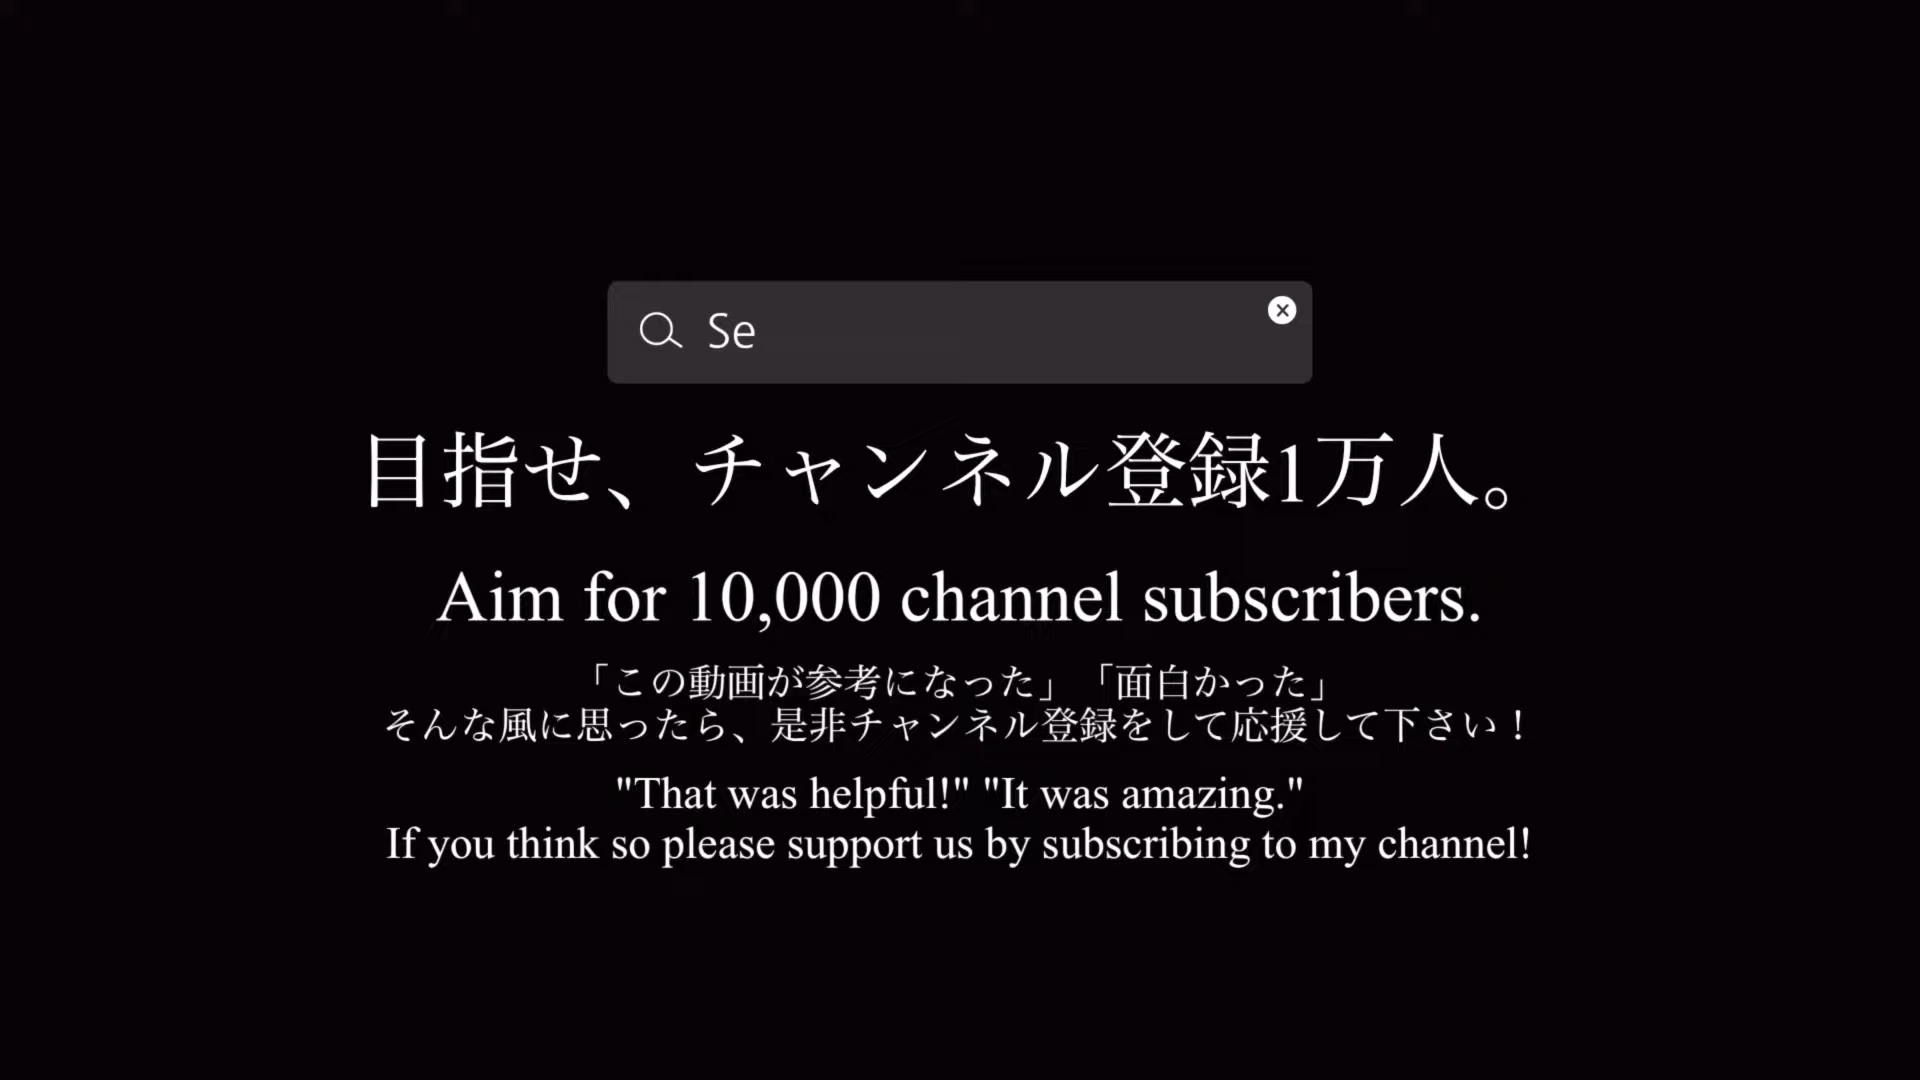 Se
目指せ、チャンネル登録1万人。
Aim for 10,000 channel subscribers.
「この動画が参考になった」「面白かった」
そんな風に思ったら、是非チャンネル登録をして応援して下さい！
"That was helpful!" "It was amazing."
If you think so please support us by subscribing to my channel!